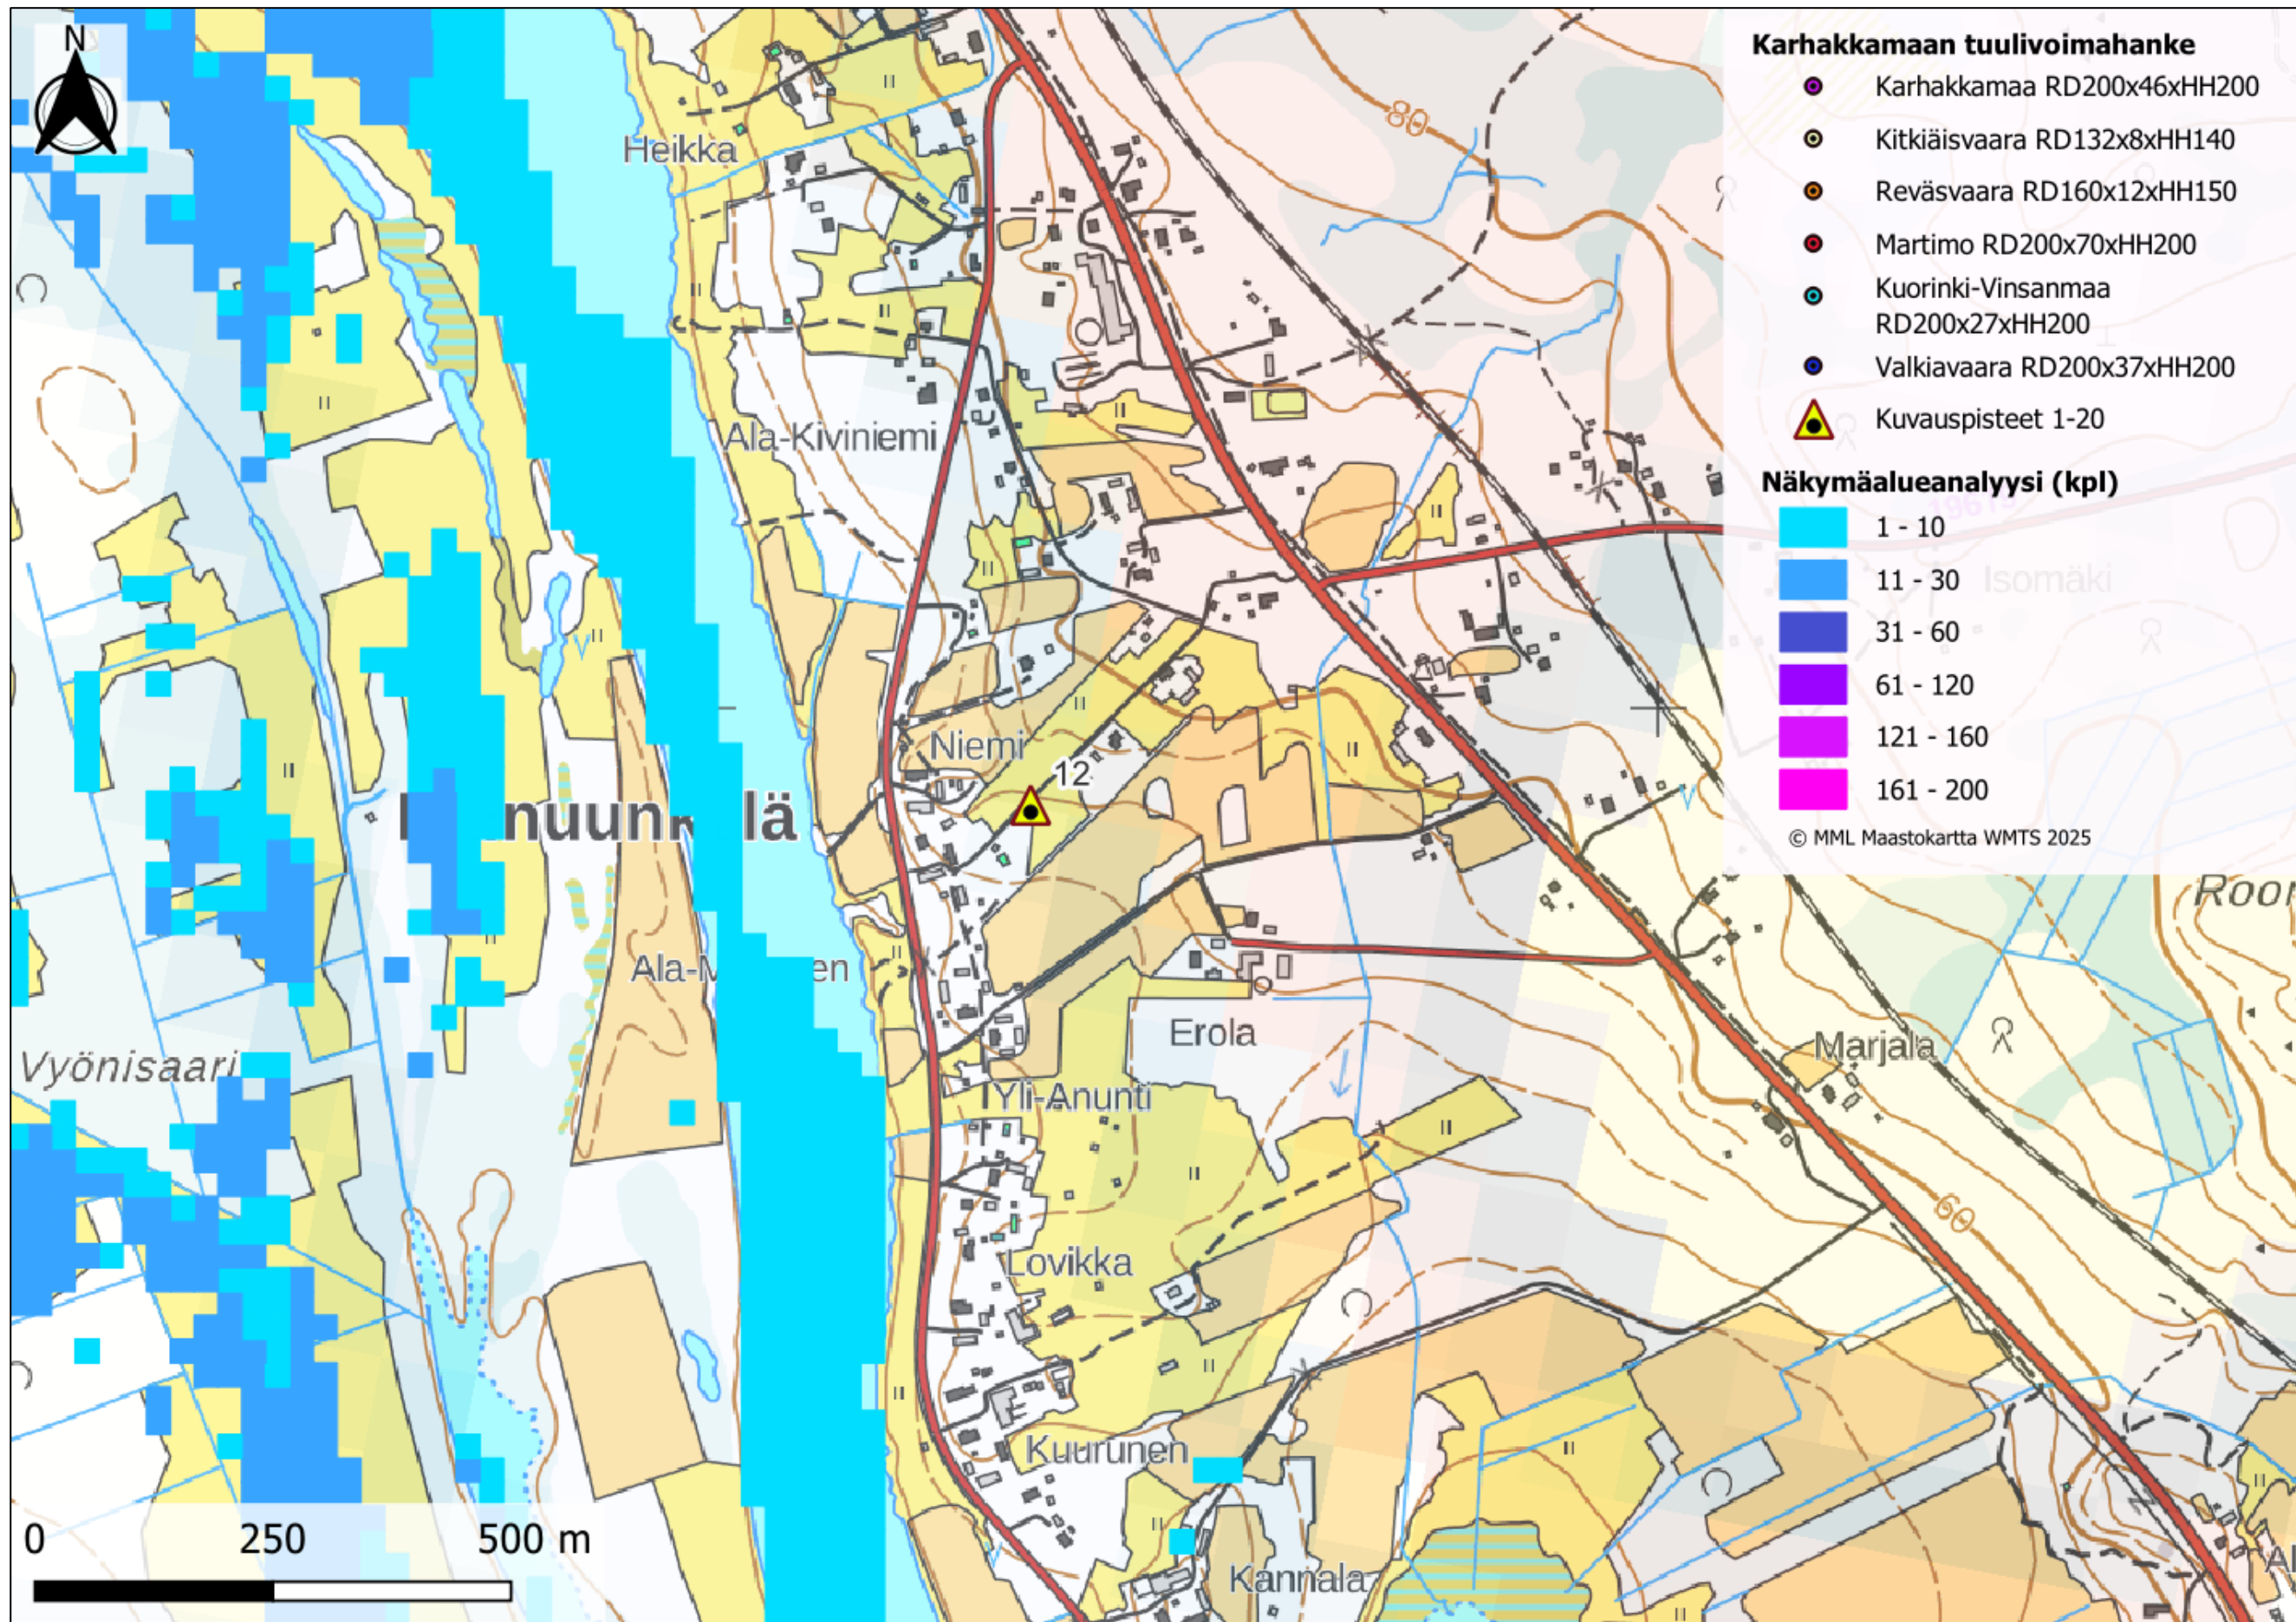 N
Karhakkamaan tuulivoimahanke
Karhakkamaa RD200x46xHH200
Kitkiäisvaara RD132x8xHH140
Reväsvaara RD160x12xHH150
Martimo RD200x70xHH200
Kuorinki-Vinsanmaa
RD200x27xHH200
Valkiavaara RD200x37xHH200
Kuvauspisteet 1-20
Näkymäalueanalyysi (kpl)
1 - 10
11 - 30
31 - 60
61 - 120
121 - 160
161 - 200
© MML Maastokartta WMTS 2025
80
Heikka
Ala-Kiviniemi
Isomäki
Niemi
12
Erola
Vyönisaari
Marjala
Yli-Anunti
60
Lovikka
Kuurunen
Kannala
0 250 500 m